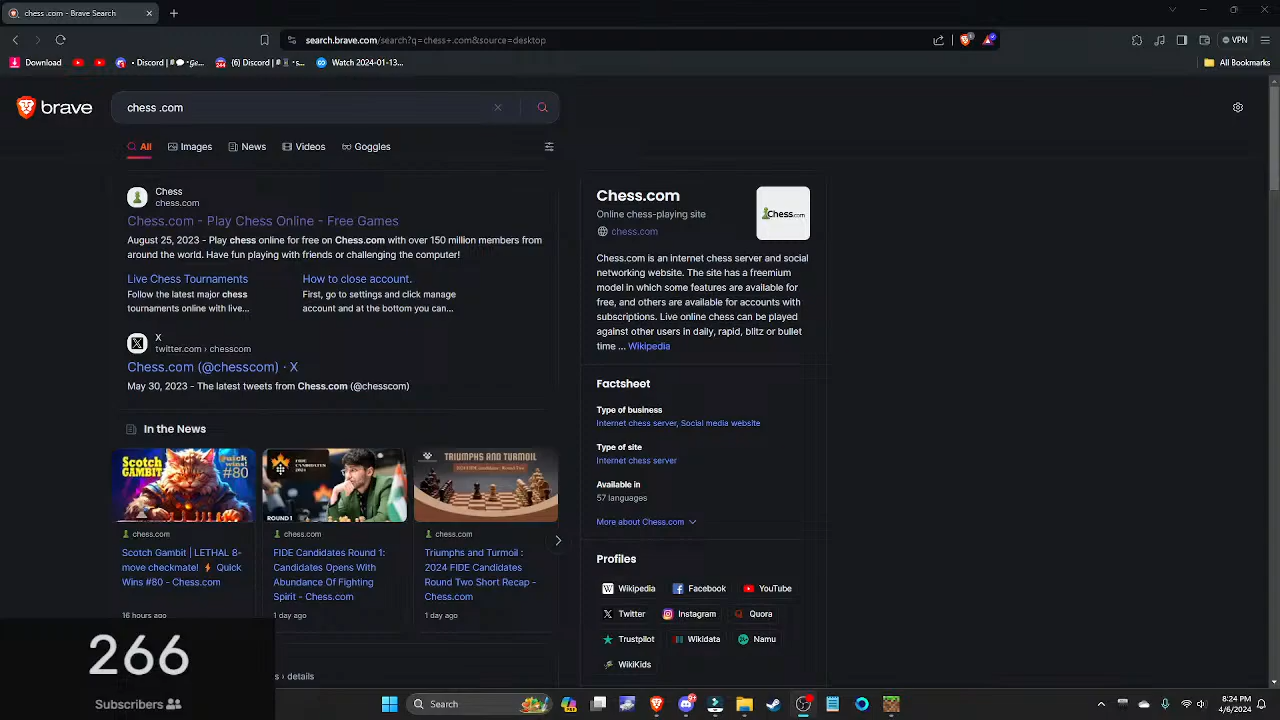 chess .com - Brave Search
search.brave.com/search?q=chess+.com&source=desktop
VPN
Download
• Discord | 💬 - Ge...
(6) Discord |
Watch 2024-01-13...
All Bookmarks
brave
chess .com
All
Images
News
Videos
Goggles
Chess
chess.com
Chess.com - Play Chess Online - Free Games
August 25, 2023 - Play chess online for free on Chess.com with over 150 million members from
around the world. Have fun playing with friends or challenging the computer!
Live Chess Tournaments
Follow the latest major chess
tournaments online with live...
How to close account.
First, go to settings and click manage
account and at the bottom you can...
X
twitter.com › chesscom
Chess.com (@chesscom) · X
May 30, 2023 - The latest tweets from Chess.com (@chesscom)
In the News
Scotch
GAMBIT
Quick
wins!
#80
chess.com
Scotch Gambit | LETHAL 8-
move checkmate! ⚡ Quick
Wins #80 - Chess.com
16 hours ago
FIDE
CANDIDATES
2024
ROUND 1
chess.com
FIDE Candidates Round 1:
Candidates Opens With
Abundance Of Fighting
Spirit - Chess.com
1 day ago
TRIUMPHS AND TURMOIL
2024 FIDE Candidates - Round Two
chess.com
Triumphs and Turmoil :
2024 FIDE Candidates
Round Two Short Recap -
Chess.com
1 day ago
s › details
Chess.com
Online chess-playing site
chess.com
Chess.com
Chess.com is an internet chess server and social
networking website. The site has a freemium
model in which some features are available for
free, and others are available for accounts with
subscriptions. Live online chess can be played
against other users in daily, rapid, blitz or bullet
time ... Wikipedia
Factsheet
Type of business
Internet chess server, Social media website
Type of site
Internet chess server
Available in
57 languages
More about Chess.com
Profiles
Wikipedia
Facebook
YouTube
Twitter
Instagram
Quora
Trustpilot
Wikidata
Namu
WikiKids
266
Subscribers
Search
8:24 PM
4/6/2024